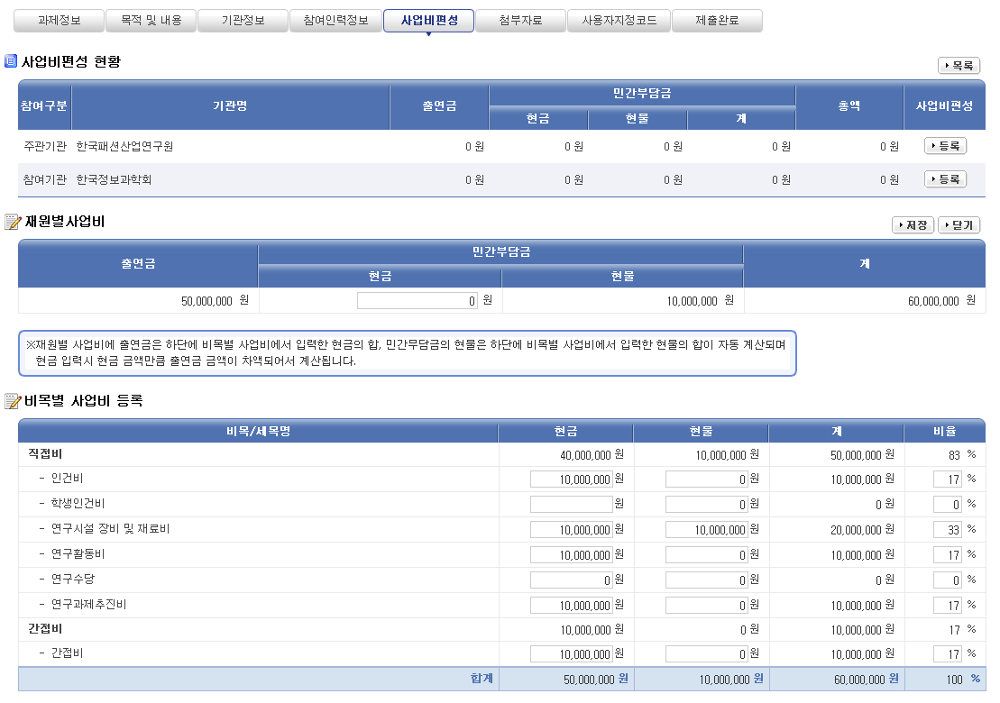 과제정보 목적 및 내용 기관정보 참여인력정보 사업비편성 첨부자료 사용자지정코드 제출완료
사업비편성 현황
목록
참여구분 기관명 출연금 민간부담금 총액 사업비편성
현금 현물 계
주관기관 한국패션산업연구원 0 원 0 원 0 원 0 원 0 원 등록
참여기관 한국정보과학회 0 원 0 원 0 원 0 원 0 원 등록
재원별사업비
저장 닫기
출연금 민간부담금 계
현금 현물
50,000,000 원 0 원 10,000,000 원 60,000,000 원
※재원별 사업비에 출연금은 하단에 비목별 사업비에서 입력한 현금의 합, 민간부담금의 현물은 하단에 비목별 사업비에서 입력한 현물의 합이 자동 계산되며
현금 입력시 현금 금액만큼 출연금 금액이 차액되어서 계산됩니다.
비목별 사업비 등록
비목/세목명 현금 현물 계 비율
직접비 40,000,000 원 10,000,000 원 50,000,000 원 83 %
- 인건비 10,000,000 원 0 원 10,000,000 원 17 %
- 학생인건비 원 0 원 0 원 0 %
- 연구시설 장비 및 재료비 10,000,000 원 10,000,000 원 20,000,000 원 33 %
- 연구활동비 10,000,000 원 0 원 10,000,000 원 17 %
- 연구수당 0 원 0 원 0 원 0 %
- 연구과제추진비 10,000,000 원 0 원 10,000,000 원 17 %
간접비 10,000,000 원 0 원 10,000,000 원 17 %
- 간접비 10,000,000 원 0 원 10,000,000 원 17 %
합계 50,000,000 원 10,000,000 원 60,000,000 원 100 %